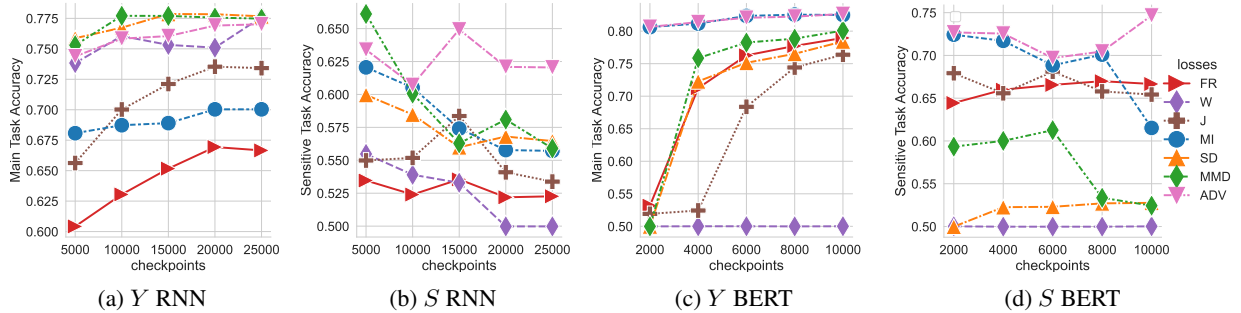 Main Task Accuracy
0.775
0.750
0.725
0.700
0.675
0.650
0.625
0.600
5000 10000 15000 20000 25000
checkpoints
(a) Y RNN
Sensitive Task Accuracy
0.650
0.625
0.600
0.575
0.550
0.525
0.500
5000 10000 15000 20000 25000
checkpoints
(b) S RNN
Main Task Accuracy
0.80
0.75
0.70
0.65
0.60
0.55
0.50
2000 4000 6000 8000 10000
checkpoints
(c) Y BERT
Sensitive Task Accuracy
0.75
0.70
0.65
0.60
0.55
0.50
2000 4000 6000 8000 10000
checkpoints
(d) S BERT
losses
FR
W
J
MI
SD
MMD
ADV